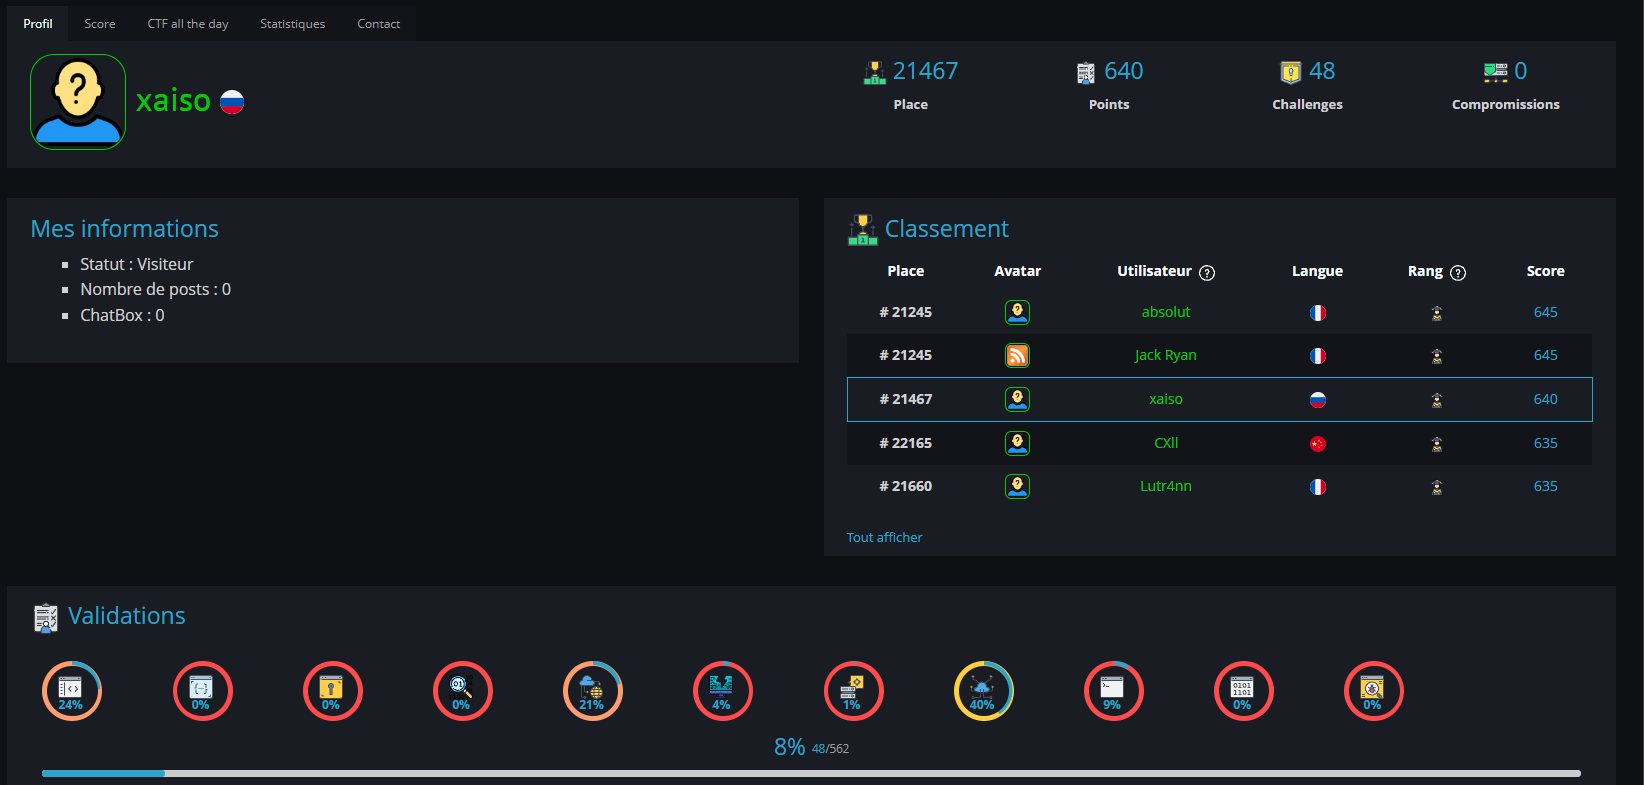 Profil Score CTF all the day Statistiques Contact
xaiso
21467 640 48 0
Place Points Challenges Compromissions
Mes informations
Statut : Visiteur
Nombre de posts : 0
ChatBox : 0
Classement
Place Avatar Utilisateur ? Langue Rang ? Score
# 21245 absolut 645
# 21245 Jack Ryan 645
# 21467 xaiso 640
# 22165 CXll 635
# 21660 Lutr4nn 635
Tout afficher
Validations
24% 0% 0% 0% 21% 4% 1% 40% 9% 0% 0%
8% 48/562